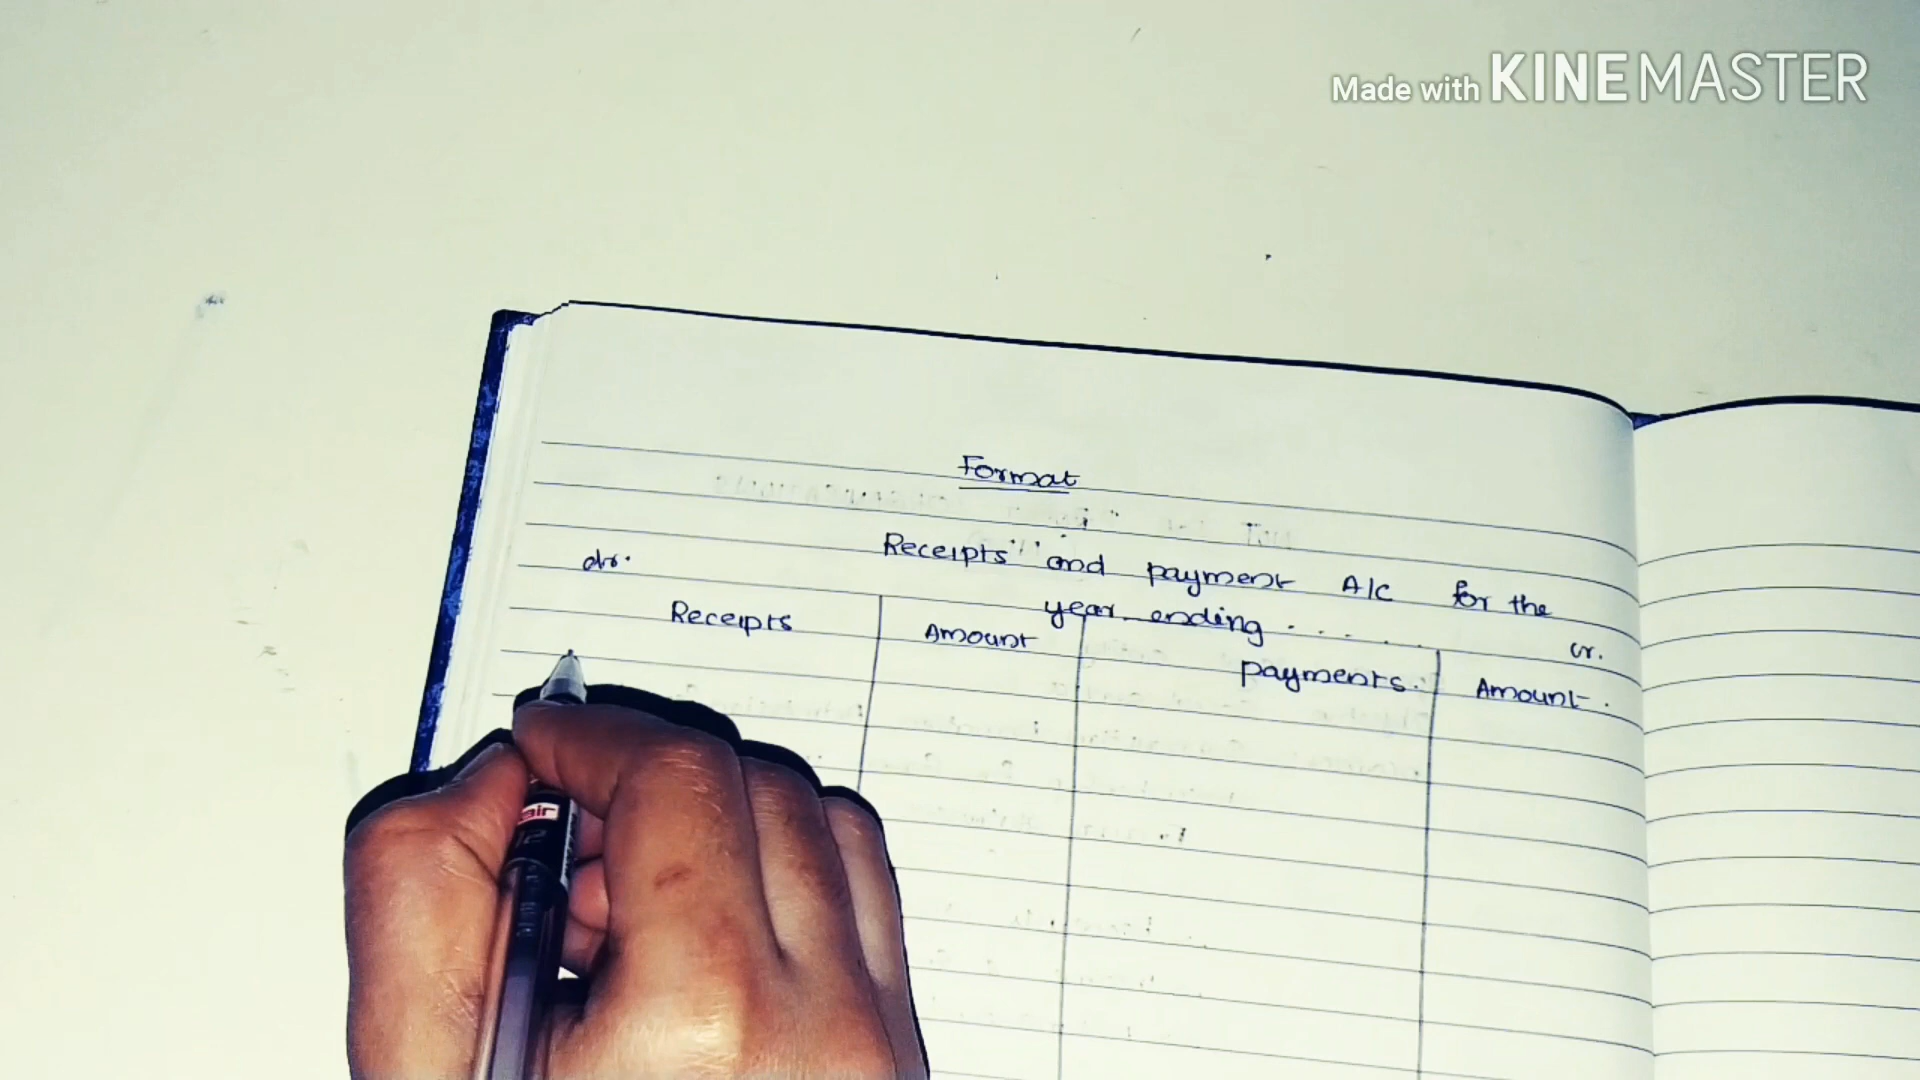 Made with KINEMASTER
Format
Receipts and payment A/c for the
year ending . . . . .
dr.
cr.
Receipts
Amount
payments.
Amount.